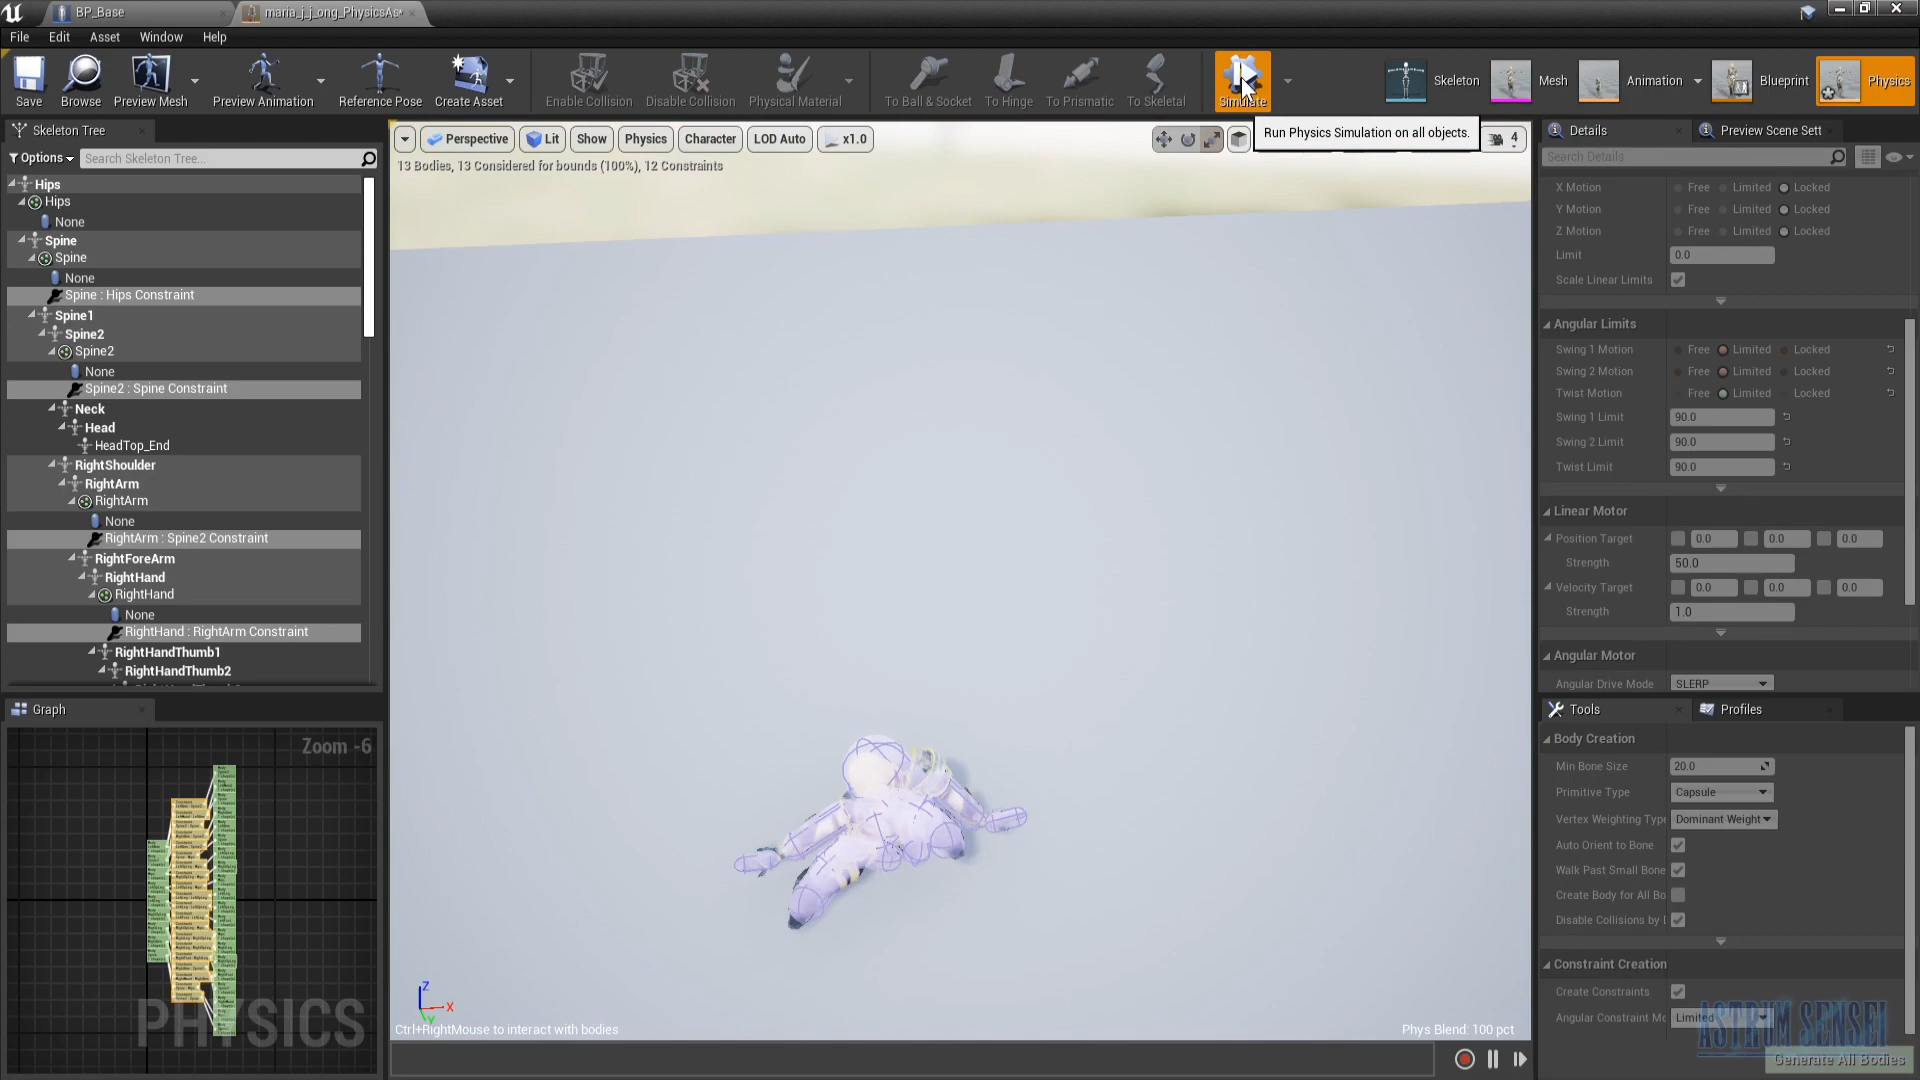 BP_Base
maria_j_j_ong_PhysicsAs*
File Edit Asset Window Help
Save
Browse
Preview Mesh
Preview Animation
Reference Pose
Create Asset
Enable Collision
Disable Collision
Physical Material
To Ball & Socket
To Hinge
To Prismatic
To Skeletal
Simulate
Skeleton
Mesh
Animation
Blueprint
Physics
Run Physics Simulation on all objects.
Skeleton Tree
Options
Search Skeleton Tree...
Hips
Hips
None
Spine
Spine
None
Spine : Hips Constraint
Spine1
Spine2
Spine2
None
Spine2 : Spine Constraint
Neck
Head
HeadTop_End
RightShoulder
RightArm
RightArm
None
RightArm : Spine2 Constraint
RightForeArm
RightHand
RightHand
None
RightHand : RightArm Constraint
RightHandThumb1
RightHandThumb2
Perspective Lit Show Physics Character LOD Auto x1.0
4
13 Bodies, 13 Considered for bounds (100%), 12 Constraints
Z
X
Y
Ctrl+RightMouse to interact with bodies
Phys Blend: 100 pct
Graph
Zoom -6
PHYSICS
Details
Preview Scene Sett
Search Details
X Motion Free Limited Locked
Y Motion Free Limited Locked
Z Motion Free Limited Locked
Limit 0.0
Scale Linear Limits
Angular Limits
Swing 1 Motion Free Limited Locked
Swing 2 Motion Free Limited Locked
Twist Motion Free Limited Locked
Swing 1 Limit 90.0
Swing 2 Limit 90.0
Twist Limit 90.0
Linear Motor
Position Target 0.0 0.0 0.0
Strength 50.0
Velocity Target 0.0 0.0 0.0
Strength 1.0
Angular Motor
Angular Drive Mode SLERP
Tools
Profiles
Body Creation
Min Bone Size 20.0
Primitive Type Capsule
Vertex Weighting Type Dominant Weight
Auto Orient to Bone
Walk Past Small Bone
Create Body for All Bo
Disable Collisions by D
Constraint Creation
Create Constraints
Angular Constraint Mo Limited
ASTRUM SENSEI
Generate All Bodies